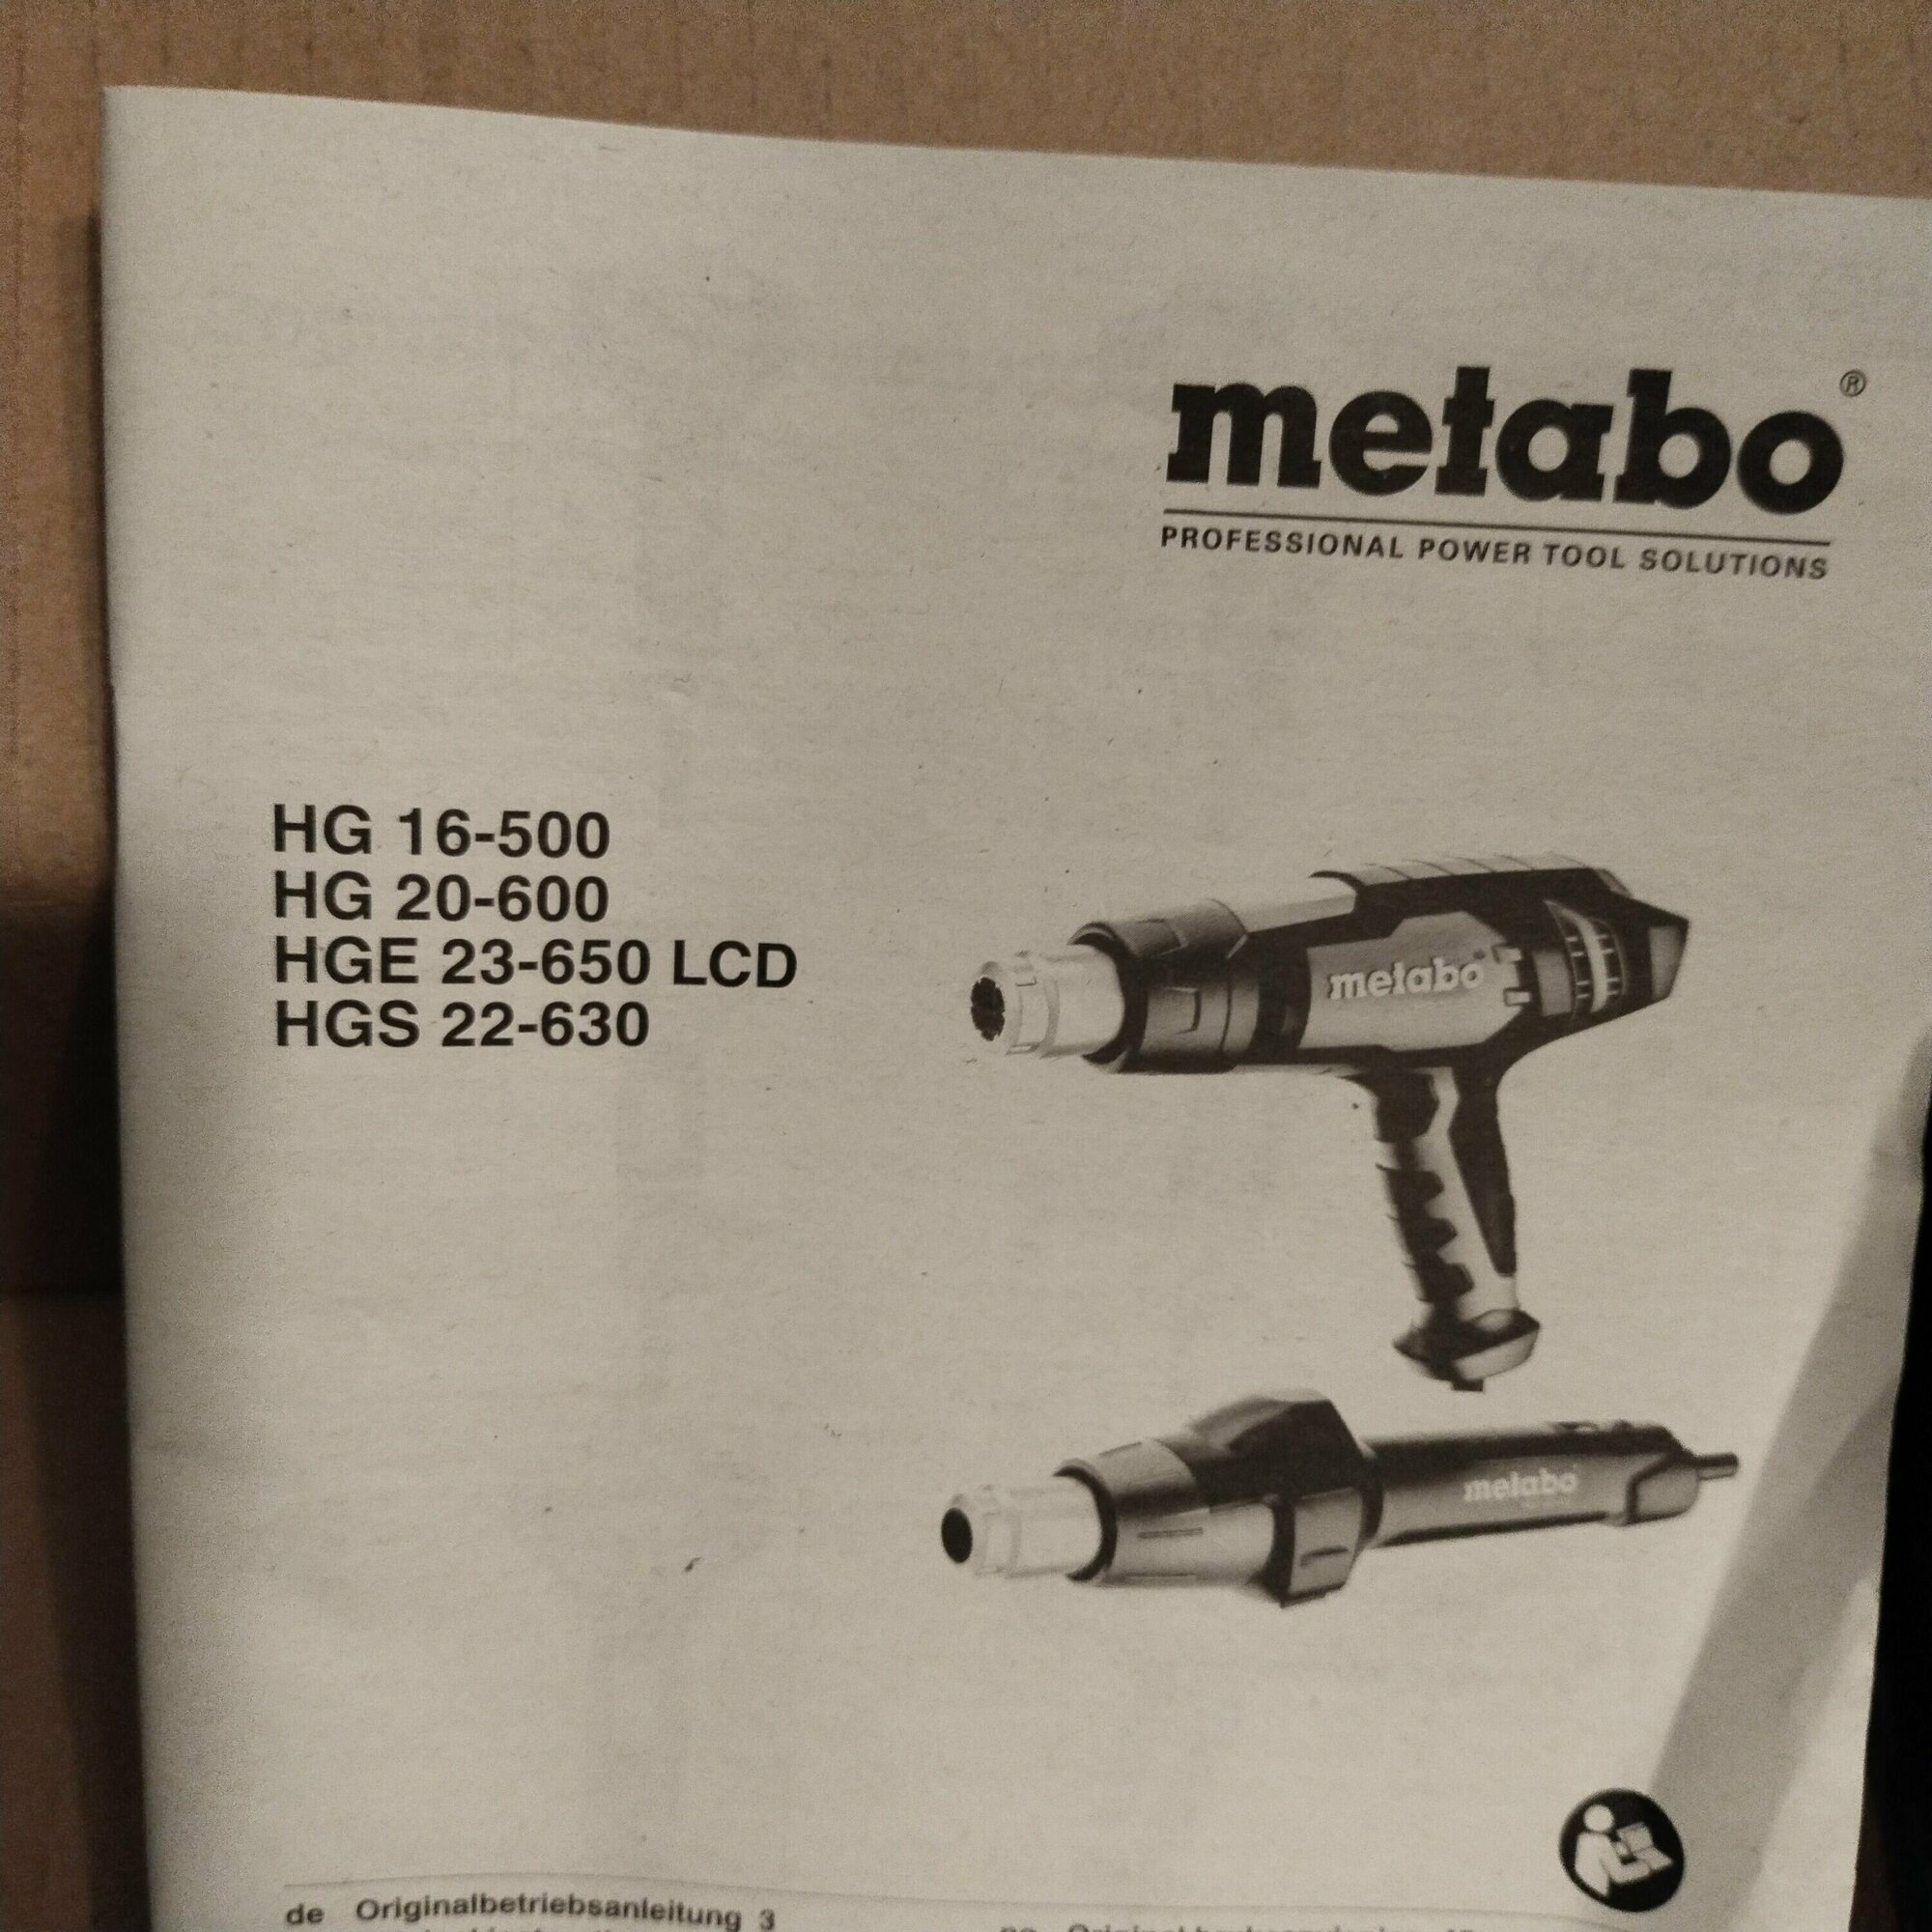 metabo®
PROFESSIONAL POWER TOOL SOLUTIONS
HG 16-500
HG 20-600
HGE 23-650 LCD
HGS 22-630
metabo
metabo
de Originalbetriebsanleitung 3